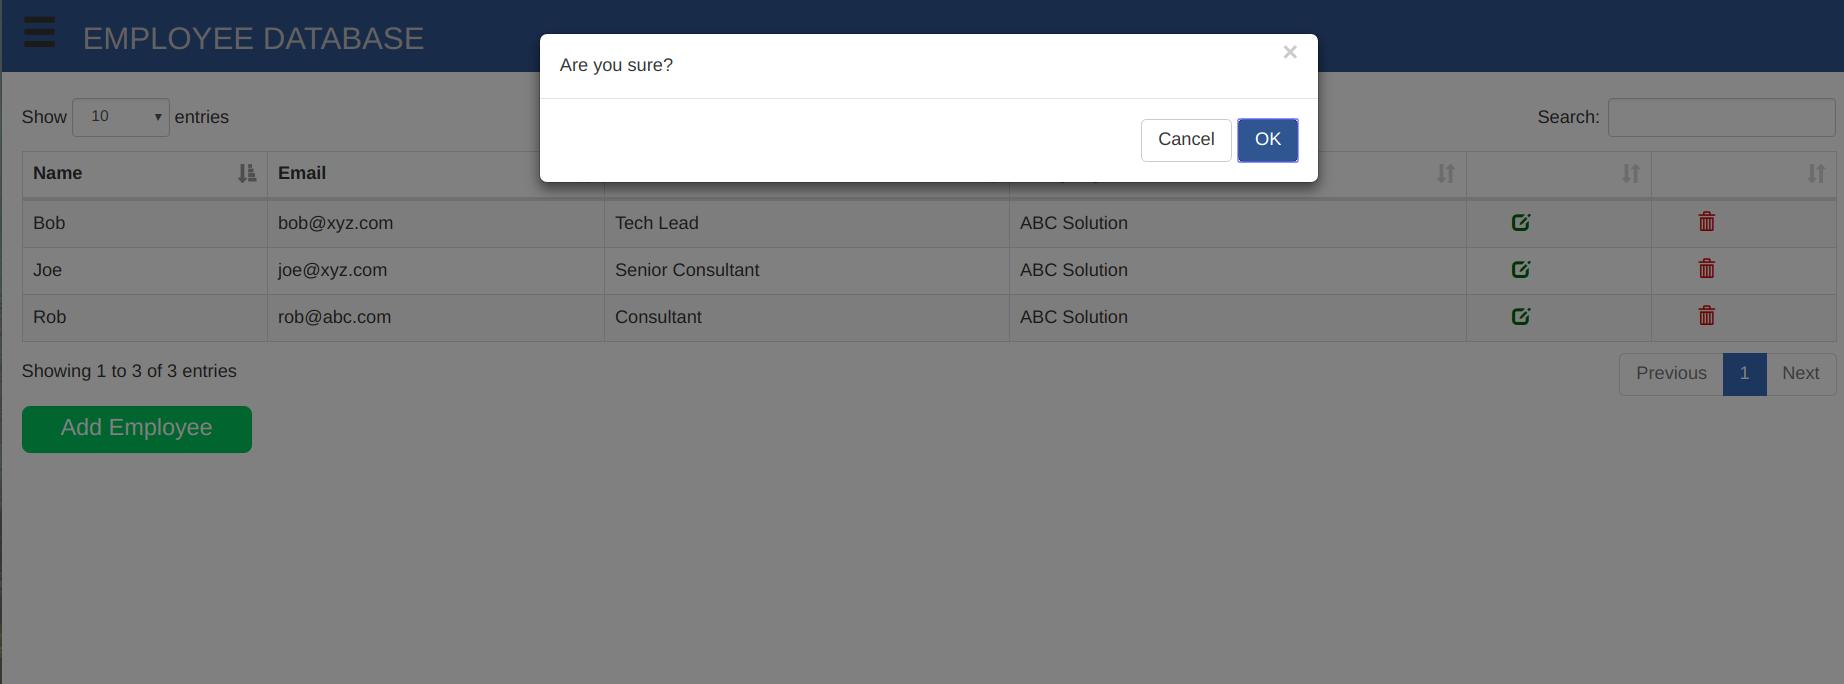 EMPLOYEE DATABASE
Are you sure?
×
Cancel OK
Show 10 entries Search:
Name Email
Bob bob@xyz.com Tech Lead ABC Solution
Joe joe@xyz.com Senior Consultant ABC Solution
Rob rob@abc.com Consultant ABC Solution
Showing 1 to 3 of 3 entries Previous 1 Next
Add Employee